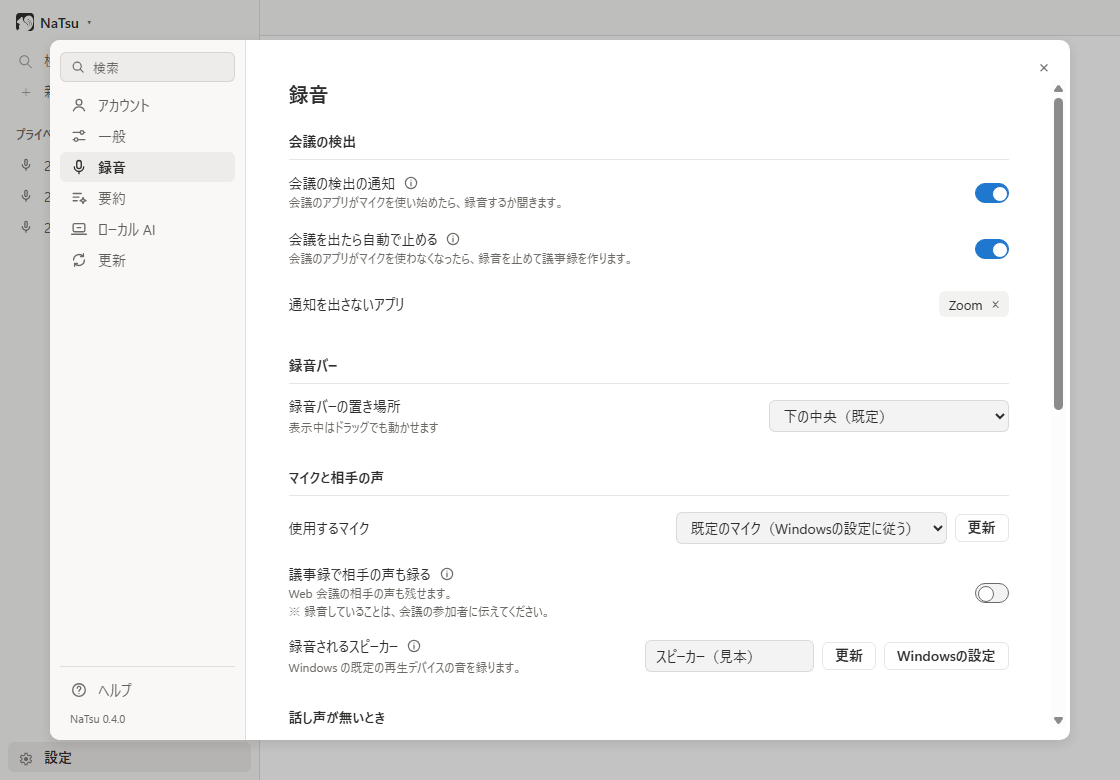 NaTsu
プライベ
2
2
2
設定
検索
アカウント
一般
録音
要約
ローカル AI
更新
ヘルプ
NaTsu 0.4.0
×
録音
会議の検出
会議の検出の通知
会議のアプリがマイクを使い始めたら、録音するか聞きます。
会議を出たら自動で止める
会議のアプリがマイクを使わなくなったら、録音を止めて議事録を作ります。
通知を出さないアプリ
Zoom ×
録音バー
録音バーの置き場所
表示中はドラッグでも動かせます
下の中央（既定）
マイクと相手の声
使用するマイク
既定のマイク（Windowsの設定に従う）
更新
議事録で相手の声も録る
Web 会議の相手の声も残せます。
※ 録音していることは、会議の参加者に伝えてください。
録音されるスピーカー
Windows の既定の再生デバイスの音を録ります。
スピーカー（見本）
更新
Windowsの設定
話し声が無いとき